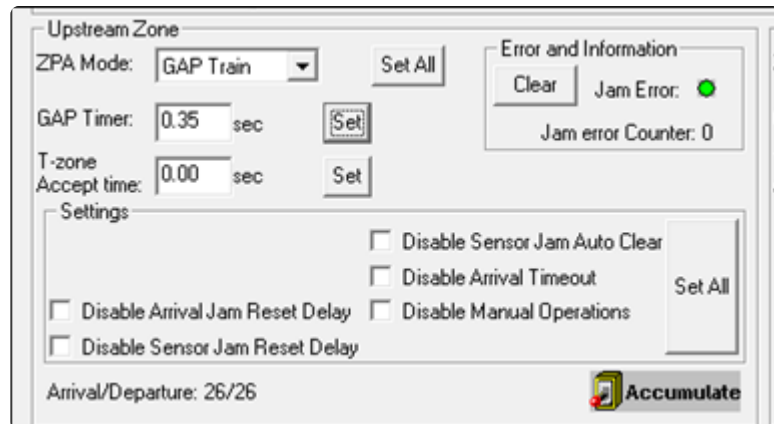 Upstream Zone
ZPA Mode: GAP Train Set All
Error and Information
Clear Jam Error:
GAP Timer: 0.35 sec Set
Jam error Counter: 0
T-zone
Accept time: 0.00 sec Set
Settings
Disable Sensor Jam Auto Clear
Disable Arrival Timeout
Set All
Disable Arrival Jam Reset Delay Disable Manual Operations
Disable Sensor Jam Reset Delay
Arrival/Departure: 26/26 Accumulate